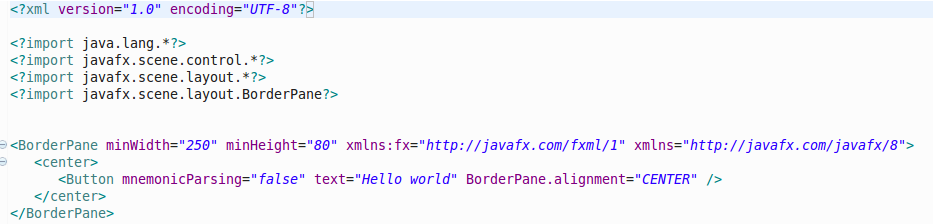 <?xml version="1.0" encoding="UTF-8"?>
<?import java.lang.*?>
<?import javafx.scene.control.*?>
<?import javafx.scene.layout.*?>
<?import javafx.scene.layout.BorderPane?>
<BorderPane minWidth="250" minHeight="80" xmlns:fx="http://javafx.com/fxml/1" xmlns="http://javafx.com/javafx/8">
<center>
<Button mnemonicParsing="false" text="Hello world" BorderPane.alignment="CENTER" />
</center>
</BorderPane>